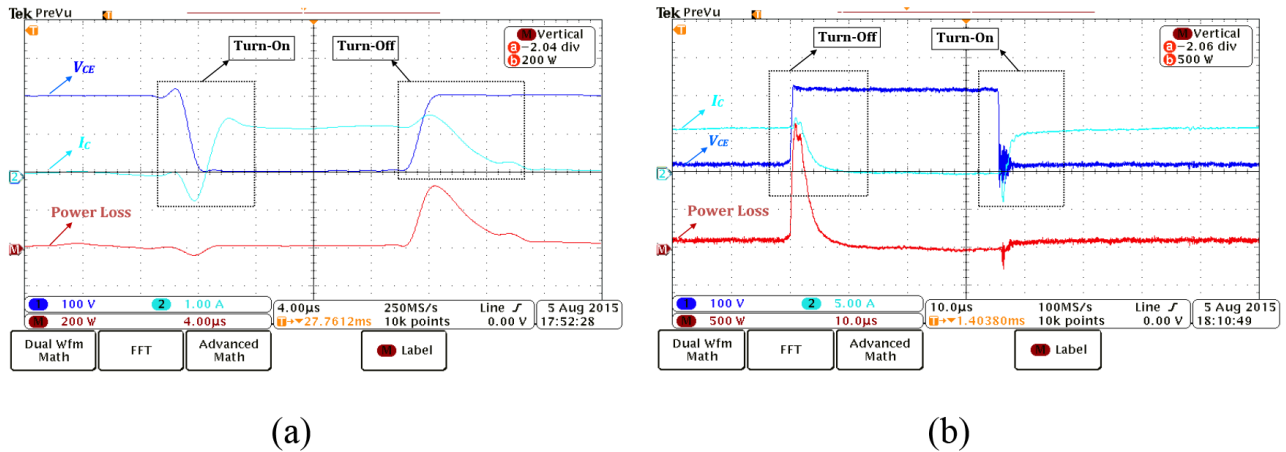 Tek PreVu
T
M Vertical
a −2.04 div
b 200 W
Turn-On
Turn-Off
VCE
IC
2
Power Loss
M
1 100 V 2 1.00 A
M 200 W 4.00µs
4.00µs
T→▼27.7612ms
250MS/s
10k points
Line ʃ
0.00 V
5 Aug 2015
17:52:28
Dual Wfm Math
FFT
Advanced Math
M Label
(a)
Tek PreVu
T
M Vertical
a −2.06 div
b 500 W
Turn-Off
Turn-On
IC
VCE
2
Power Loss
M
1 100 V 2 5.00 A
M 500 W 10.0µs
10.0µs
T→▼1.40380ms
100MS/s
10k points
Line ʃ
0.00 V
5 Aug 2015
18:10:49
Dual Wfm Math
FFT
Advanced Math
M Label
(b)